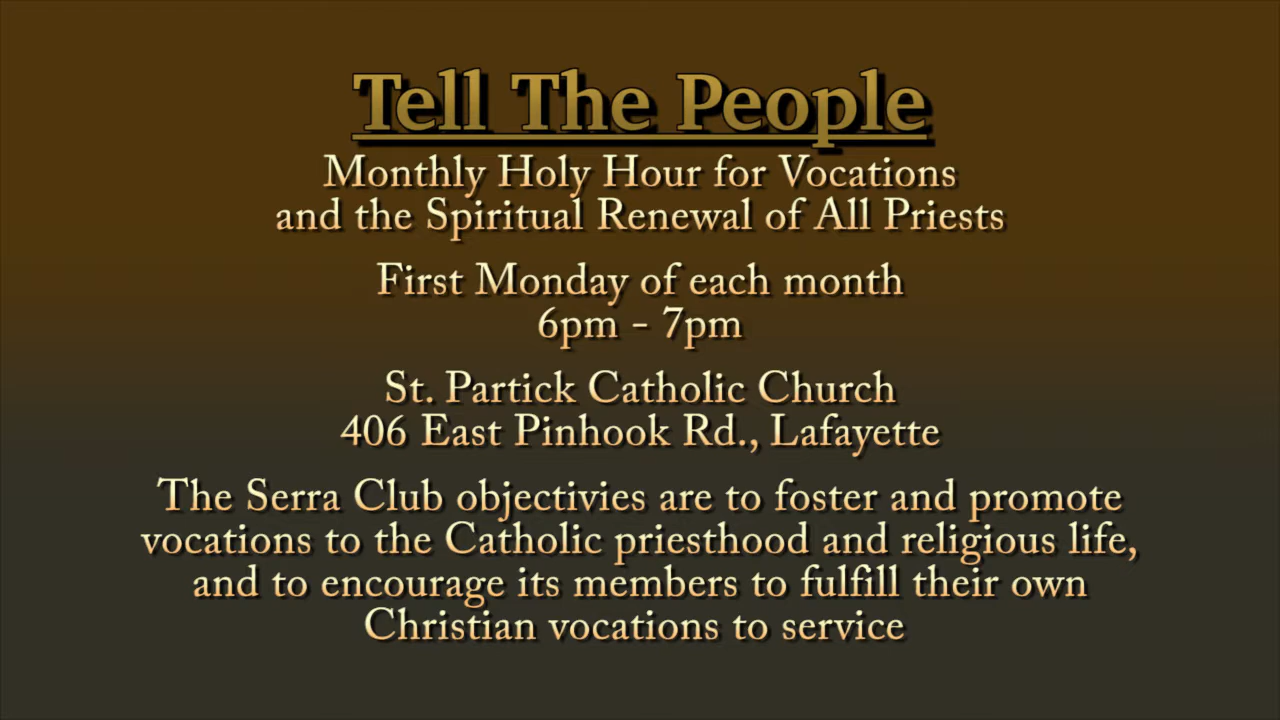 Tell The People
Monthly Holy Hour for Vocations
and the Spiritual Renewal of All Priests
First Monday of each month
6pm - 7pm
St. Partick Catholic Church
406 East Pinhook Rd., Lafayette
The Serra Club objectivies are to foster and promote
vocations to the Catholic priesthood and religious life,
and to encourage its members to fulfill their own
Christian vocations to service